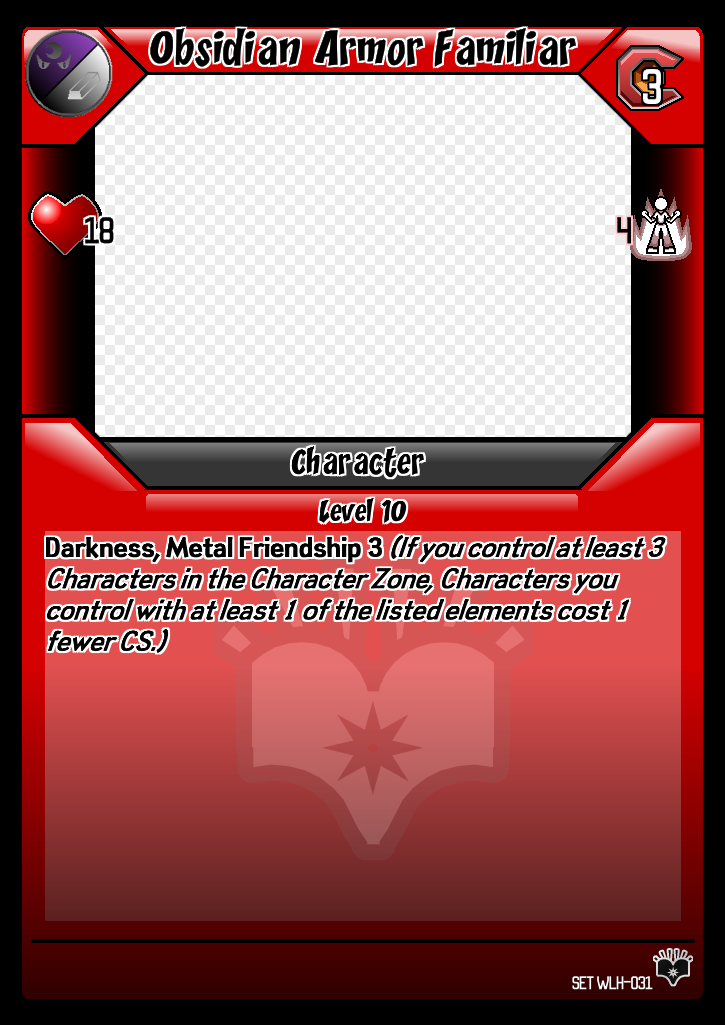 Obsidian Armor Familiar
3
18
4
Character
Level 10
Darkness, Metal Friendship 3 (If you control at least 3
Characters in the Character Zone, Characters you
control with at least 1 of the listed elements cost 1
fewer CS.)
SET WLH-031